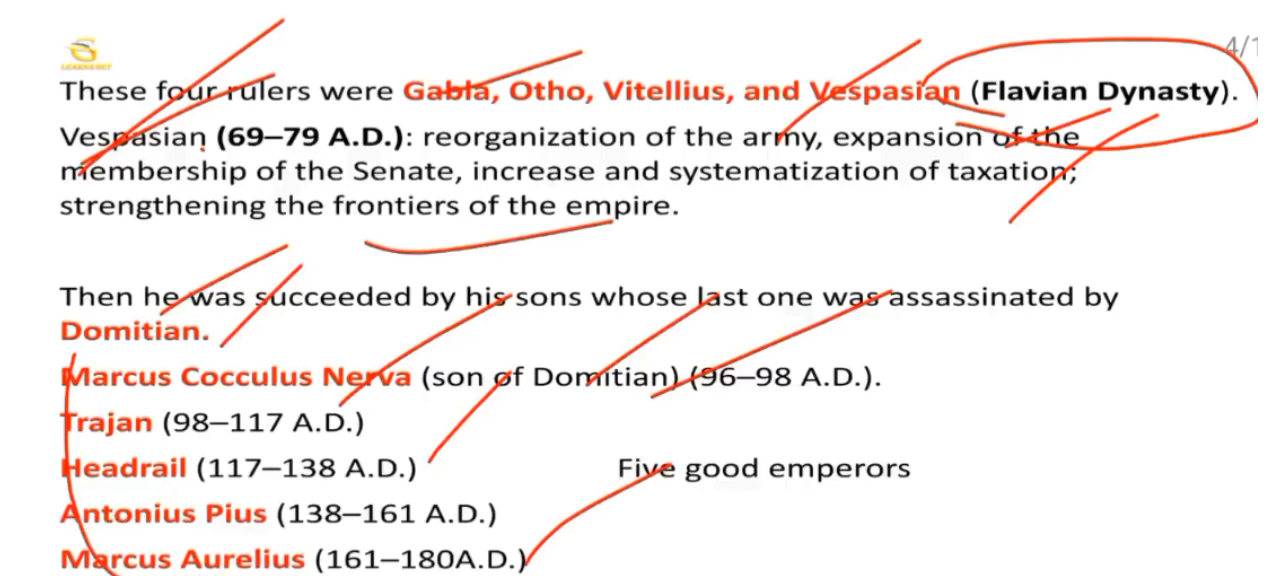 4/1
LEARNANET
These four rulers were Gabla, Otho, Vitellius, and Vespasian (Flavian Dynasty).
Vespasian (69–79 A.D.): reorganization of the army, expansion of the
membership of the Senate, increase and systematization of taxation;
strengthening the frontiers of the empire.
Then he was succeeded by his sons whose last one was assassinated by
Domitian.
Marcus Cocculus Nerva (son of Domitian) (96–98 A.D.).
Trajan (98–117 A.D.)
Headrail (117–138 A.D.) Five good emperors
Antonius Pius (138–161 A.D.)
Marcus Aurelius (161–180A.D.)